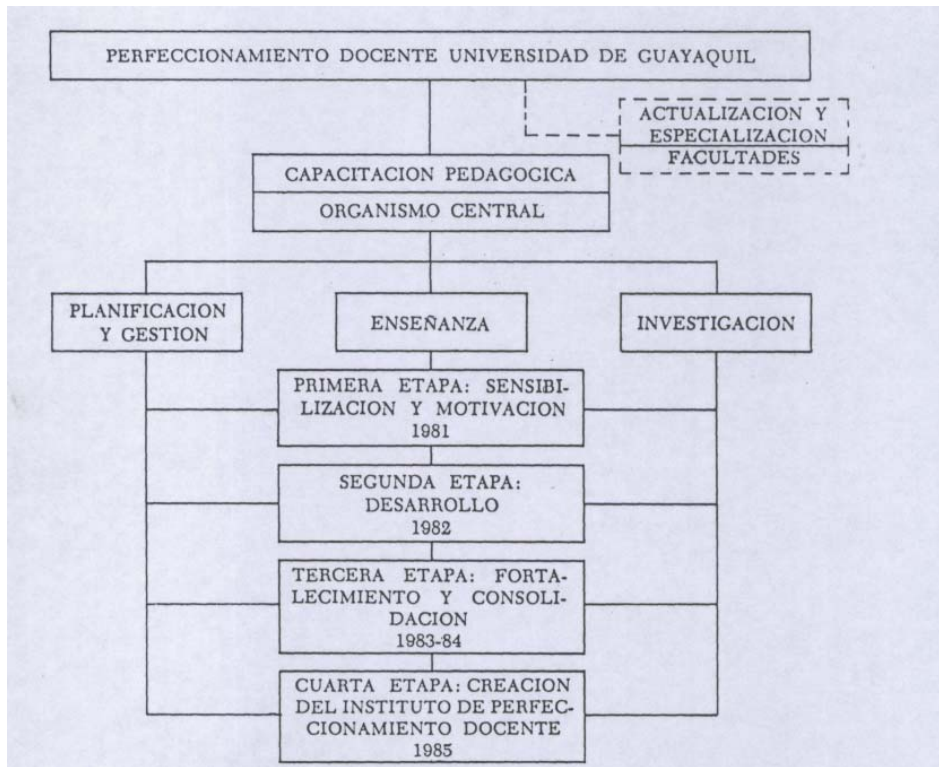 PERFECCIONAMIENTO DOCENTE UNIVERSIDAD DE GUAYAQUIL
ACTUALIZACION Y
ESPECIALIZACION
FACULTADES
CAPACITACION PEDAGOGICA
ORGANISMO CENTRAL
PLANIFICACION
Y GESTION
ENSEÑANZA
INVESTIGACION
PRIMERA ETAPA: SENSIBI-
LIZACION Y MOTIVACION
1981
SEGUNDA ETAPA:
DESARROLLO
1982
TERCERA ETAPA: FORTA-
LECIMIENTO Y CONSOLI-
DACION
1983-84
CUARTA ETAPA: CREACION
DEL INSTITUTO DE PERFEC-
CIONAMIENTO DOCENTE
1985